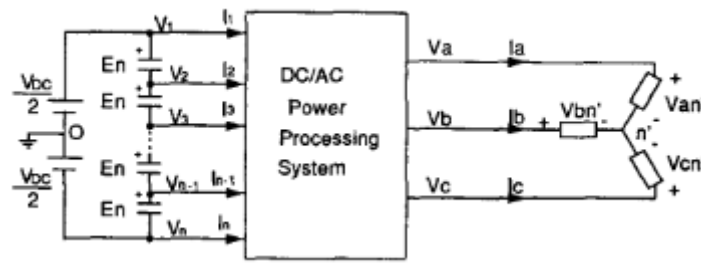 V1 I1
En
V2 I2
VDC
2
En
V3 I3
O
VDC
2
En
Vn-1 In-1
En
Vn In
DC/AC
Power
Processing
System
Va Ia
Vb Ib
Vc Ic
+ Vbn' -
n'
+
Van
-
-
Vcn
+